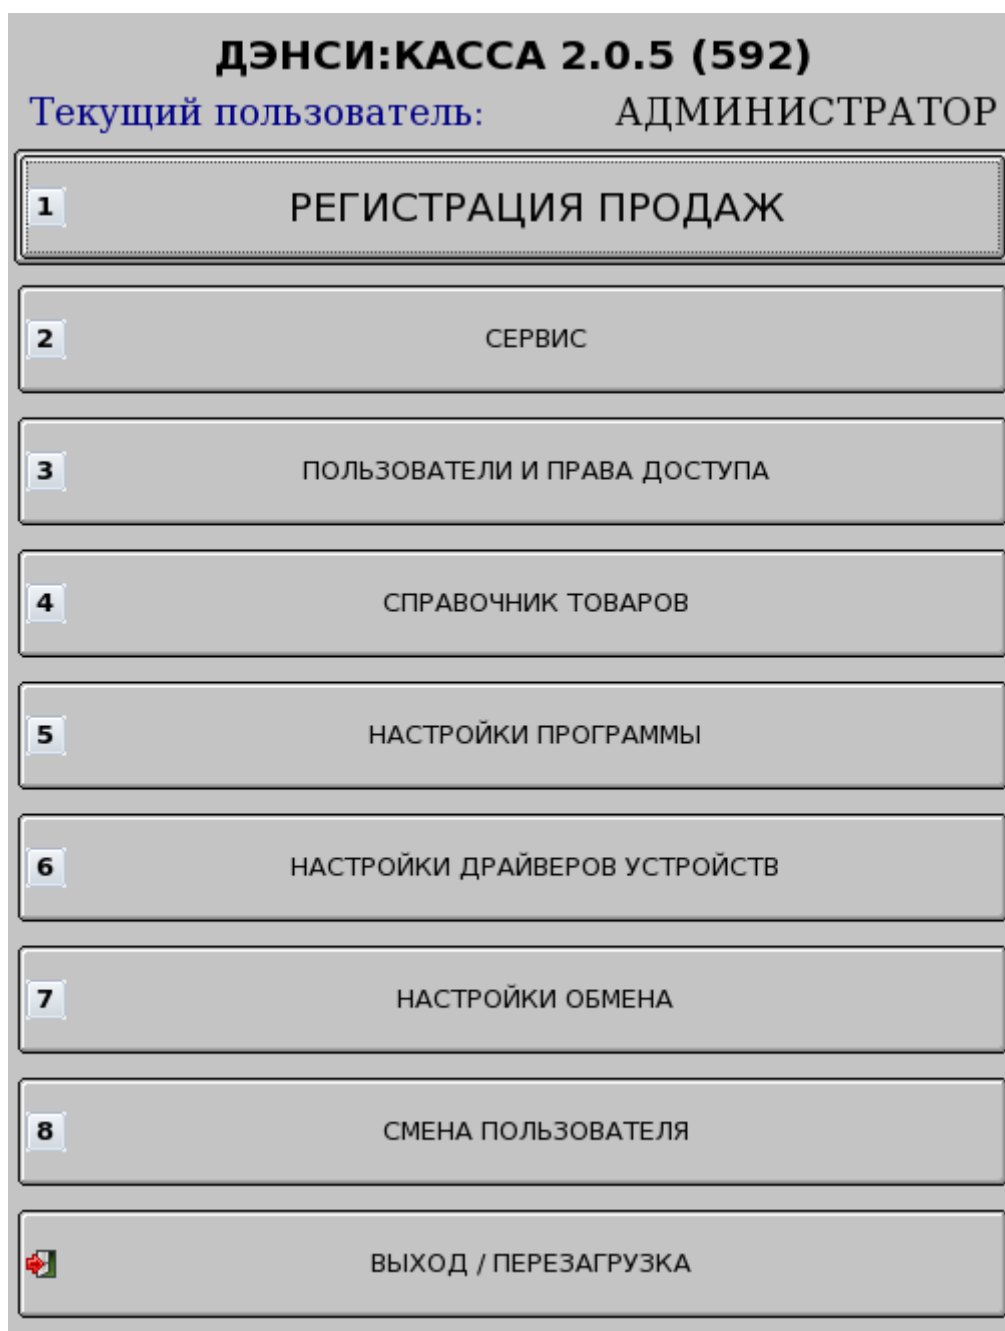 ДЭНСИ:КАССА 2.0.5 (592)
Текущий пользователь: АДМИНИСТРАТОР
1 РЕГИСТРАЦИЯ ПРОДАЖ
2 СЕРВИС
3 ПОЛЬЗОВАТЕЛИ И ПРАВА ДОСТУПА
4 СПРАВОЧНИК ТОВАРОВ
5 НАСТРОЙКИ ПРОГРАММЫ
6 НАСТРОЙКИ ДРАЙВЕРОВ УСТРОЙСТВ
7 НАСТРОЙКИ ОБМЕНА
8 СМЕНА ПОЛЬЗОВАТЕЛЯ
ВЫХОД / ПЕРЕЗАГРУЗКА